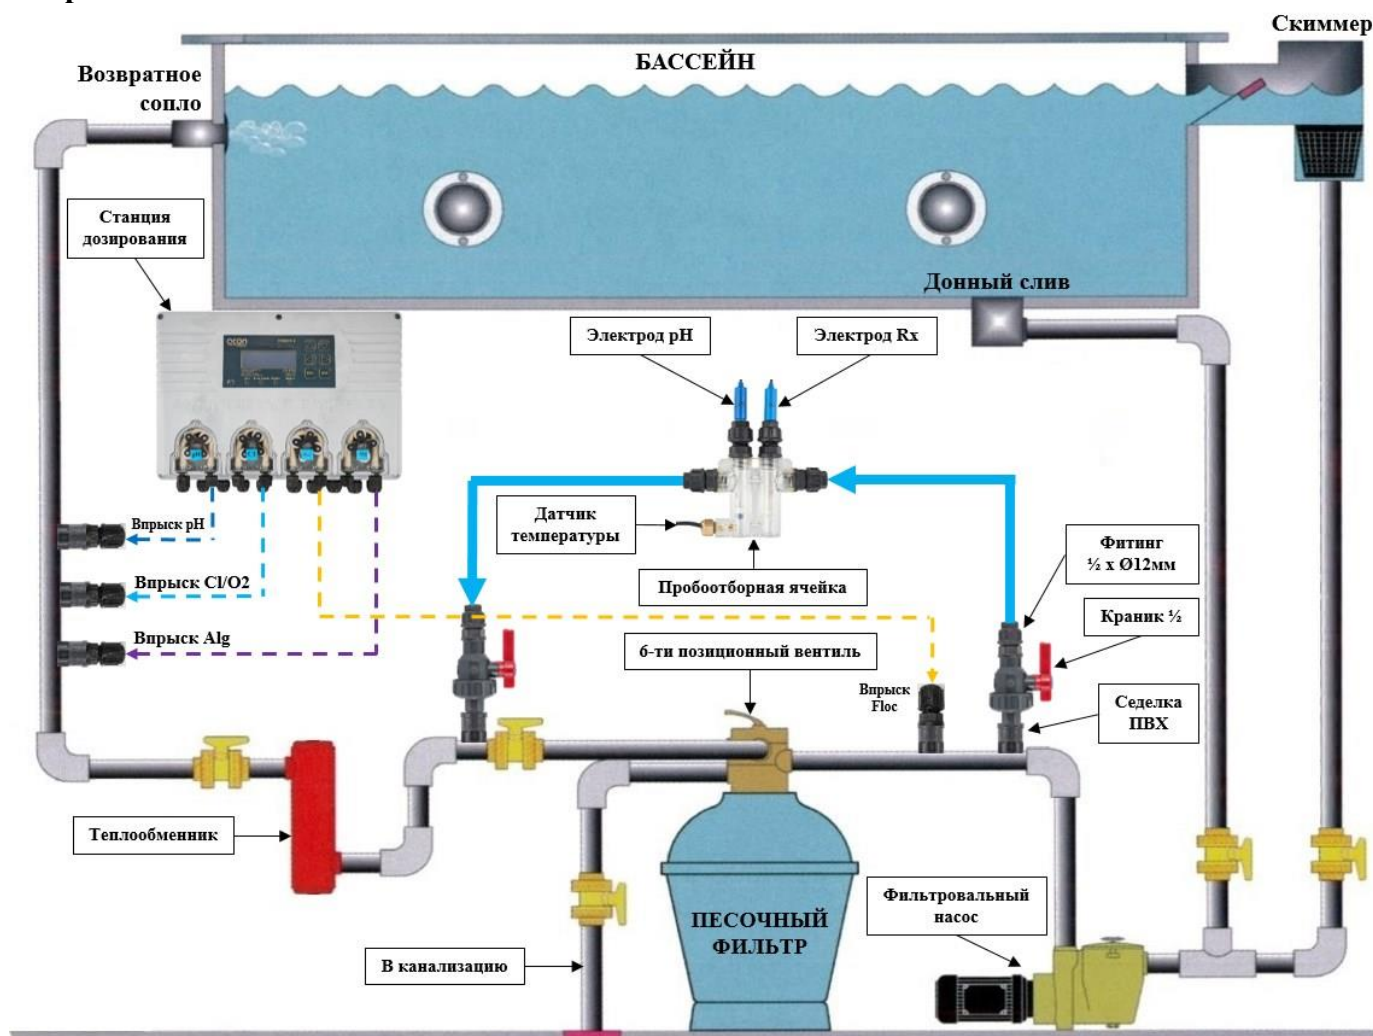 Скиммер
БАССЕЙН
Возвратное
сопло
Станция
дозирования
Донный слив
Электрод pH
Электрод Rx
Датчик
температуры
Пробоотборная ячейка
Фитинг
½ x Ø12мм
Краник ½
Седелка
ПВХ
Впрыск pH
Впрыск Cl/O2
Впрыск Alg
6-ти позиционный вентиль
Впрыск
Floc
Теплообменник
ПЕСОЧНЫЙ
ФИЛЬТР
Фильтровальный
насос
В канализацию